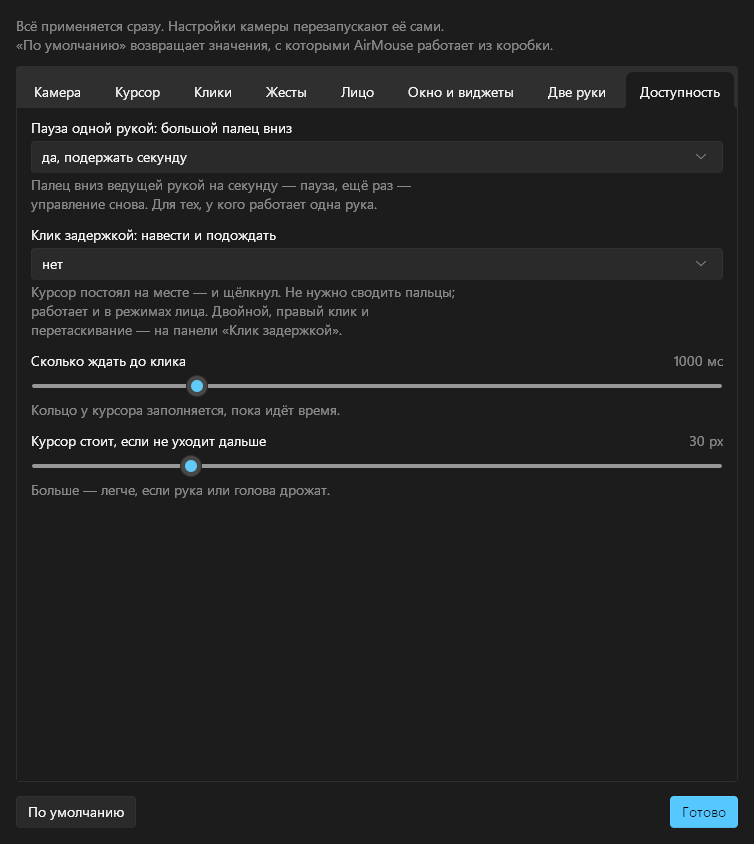 Всё применяется сразу. Настройки камеры перезапускают её сами.
«По умолчанию» возвращает значения, с которыми AirMouse работает из коробки.
Камера Курсор Клики Жесты Лицо Окно и виджеты Две руки Доступность
Пауза одной рукой: большой палец вниз
да, подержать секунду
Палец вниз ведущей рукой на секунду — пауза, ещё раз —
управление снова. Для тех, у кого работает одна рука.
Клик задержкой: навести и подождать
нет
Курсор постоял на месте — и щёлкнул. Не нужно сводить пальцы;
работает и в режимах лица. Двойной, правый клик и
перетаскивание — на панели «Клик задержкой».
Сколько ждать до клика 1000 мс
Кольцо у курсора заполняется, пока идёт время.
Курсор стоит, если не уходит дальше 30 px
Больше — легче, если рука или голова дрожат.
По умолчанию Готово